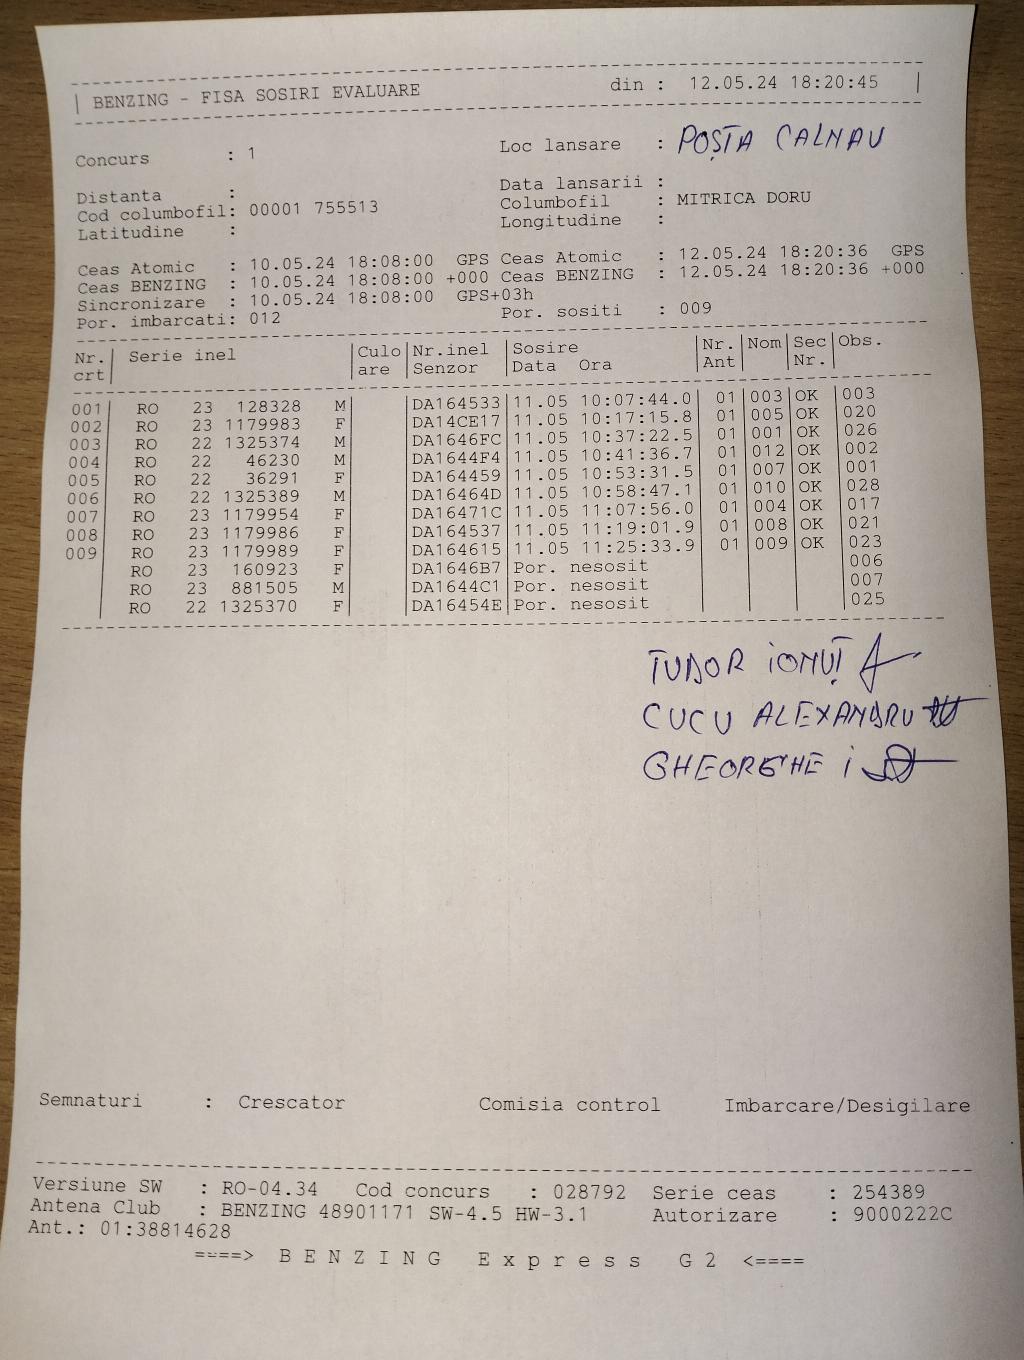 BENZING - FISA SOSIRI EVALUARE din : 12.05.24 18:20:45
Concurs : 1 Loc lansare : POȘTA CALNAU
Distanta : Data lansarii :
Cod columbofil: 00001 755513 Columbofil : MITRICA DORU
Latitudine : Longitudine :
Ceas Atomic : 10.05.24 18:08:00 GPS Ceas Atomic : 12.05.24 18:20:36 GPS
Ceas BENZING : 10.05.24 18:08:00 +000 Ceas BENZING : 12.05.24 18:20:36 +000
Sincronizare : 10.05.24 18:08:00 GPS+03h
Por. imbarcati: 012 Por. sositi : 009
Nr. Serie inel Culo Nr.inel Sosire Nr. Nom Sec Obs.
crt are Senzor Data Ora Ant Nr.
001 RO 23 128328 M DA164533 11.05 10:07:44.0 01 003 OK 003
002 RO 23 1179983 F DA14CE17 11.05 10:17:15.8 01 005 OK 020
003 RO 22 1325374 M DA1646FC 11.05 10:37:22.5 01 001 OK 026
004 RO 22 46230 M DA1644F4 11.05 10:41:36.7 01 012 OK 002
005 RO 22 36291 F DA164459 11.05 10:53:31.5 01 007 OK 001
006 RO 22 1325389 M DA16464D 11.05 10:58:47.1 01 010 OK 028
007 RO 23 1179954 F DA16471C 11.05 11:07:56.0 01 004 OK 017
008 RO 23 1179986 F DA164537 11.05 11:19:01.9 01 008 OK 021
009 RO 23 1179989 F DA164615 11.05 11:25:33.9 01 009 OK 023
RO 23 160923 F DA1646B7 Por. nesosit 006
RO 23 881505 M DA1644C1 Por. nesosit 007
RO 22 1325370 F DA16454E Por. nesosit 025
TUDOR IONUȚ
CUCU ALEXANDRU
GHEORGHE I
Semnaturi : Crescator Comisia control Imbarcare/Desigilare
Versiune SW : RO-04.34 Cod concurs : 028792 Serie ceas : 254389
Antena Club : BENZING 48901171 SW-4.5 HW-3.1 Autorizare : 9000222C
Ant.: 01:38814628
====> B E N Z I N G E x p r e s s G 2 <====